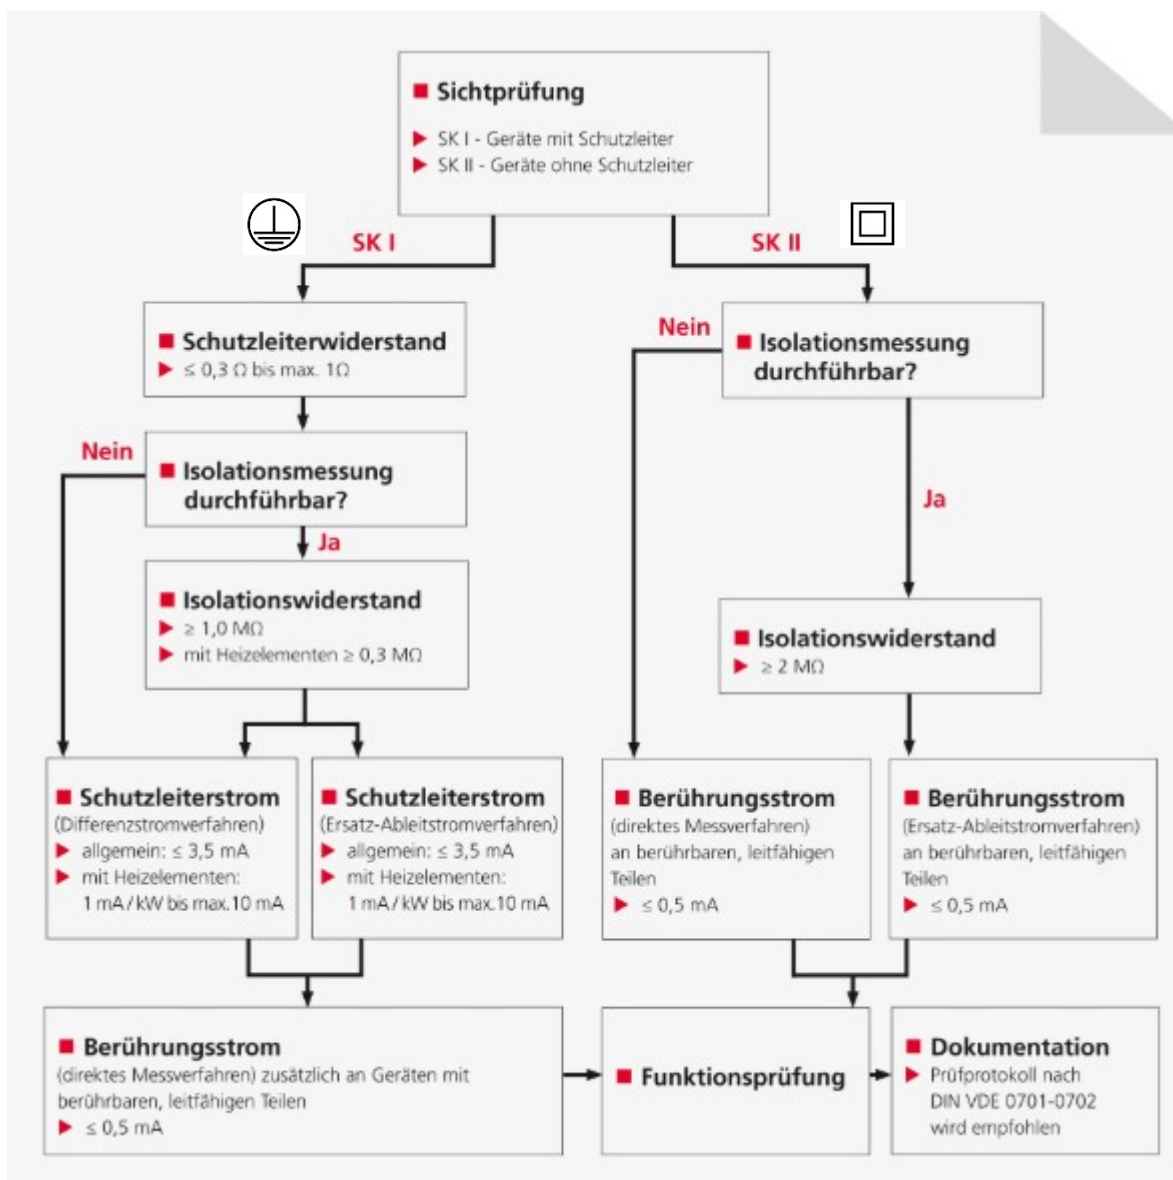 Sichtprüfung
SK I - Geräte mit Schutzleiter
SK II - Geräte ohne Schutzleiter
SK I
SK II
Schutzleiterwiderstand
≤ 0,3 Ω bis max. 1Ω
Nein
Isolationsmessung
durchführbar?
Ja
Isolationswiderstand
≥ 1,0 MΩ
mit Heizelementen ≥ 0,3 MΩ
Nein
Isolationsmessung
durchführbar?
Ja
Isolationswiderstand
≥ 2 MΩ
Schutzleiterstrom
(Differenzstromverfahren)
allgemein: ≤ 3,5 mA
mit Heizelementen:
1 mA / kW bis max. 10 mA
Schutzleiterstrom
(Ersatz-Ableitstromverfahren)
allgemein: ≤ 3,5 mA
mit Heizelementen:
1 mA / kW bis max. 10 mA
Berührungsstrom
(direktes Messverfahren)
an berührbaren, leitfähigen
Teilen
≤ 0,5 mA
Berührungsstrom
(Ersatz-Ableitstromverfahren)
an berührbaren, leitfähigen
Teilen
≤ 0,5 mA
Berührungsstrom
(direktes Messverfahren) zusätzlich an Geräten mit
berührbaren, leitfähigen Teilen
≤ 0,5 mA
Funktionsprüfung
Dokumentation
Prüfprotokoll nach
DIN VDE 0701-0702
wird empfohlen